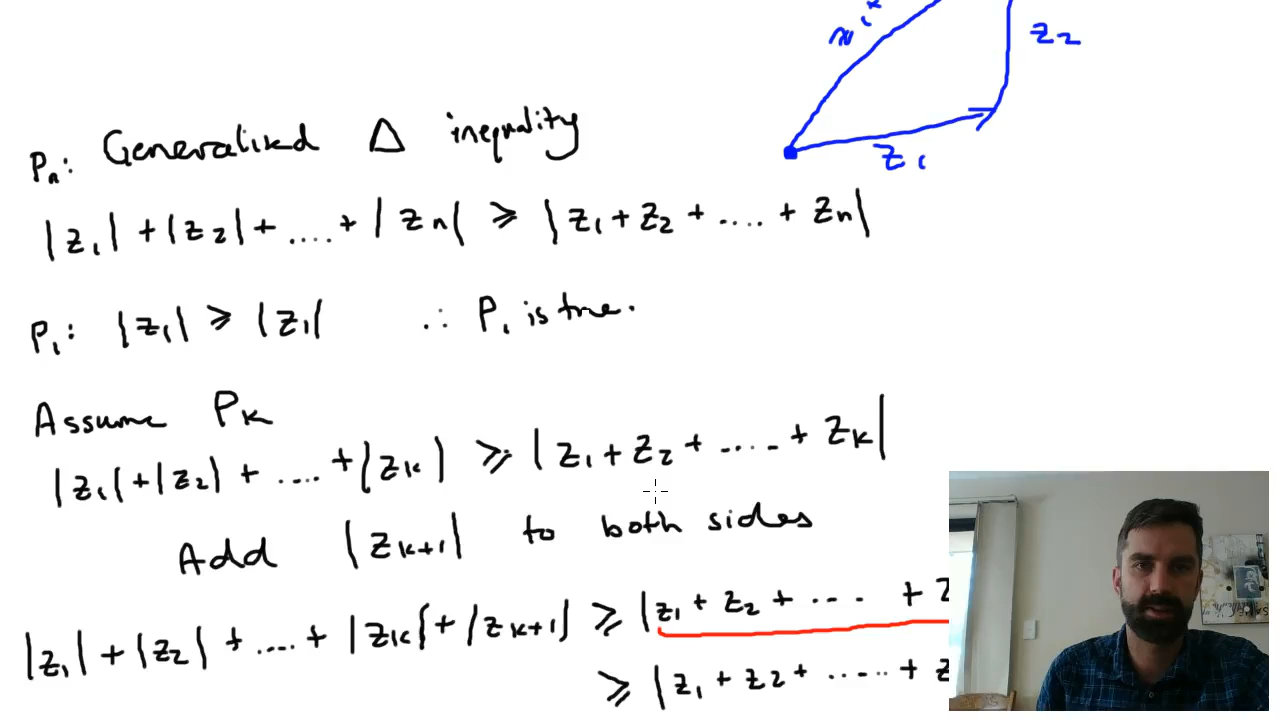 z1+
z2
z1
Pn: Generalised Δ inequality
|z1| + |z2| + .... + |zn| ⩾ |z1 + z2 + .... + zn|
P1: |z1| ⩾ |z1| ∴ P1 is true.
Assume Pk
|z1| + |z2| + .... + |zk| ⩾ |z1 + z2 + .... + zk|
Add |zk+1| to both sides
|z1| + |z2| + .... + |zk| + |zk+1| ⩾ |z1 + z2 + ... + z
⩾ |z1 + z2 + ..... + z